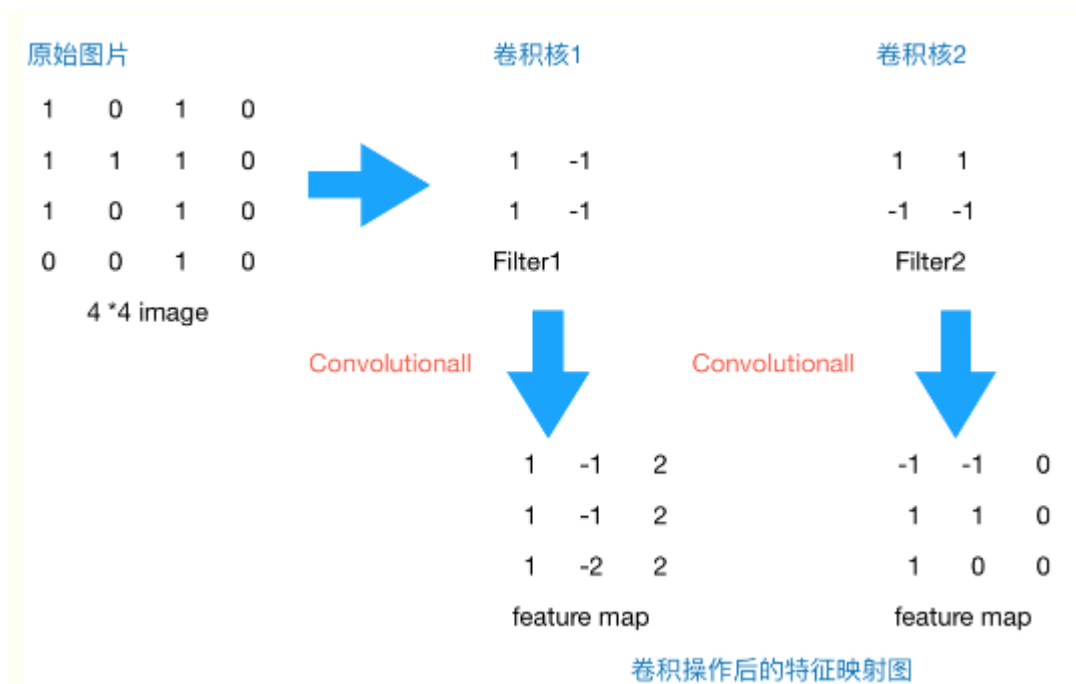 原始图片 卷积核1 卷积核2
1 0 1 0
1 1 1 0 1 -1 1 1
1 0 1 0 1 -1 -1 -1
0 0 1 0 Filter1 Filter2
4 *4 image
Convolutionall Convolutionall
1 -1 2 -1 -1 0
1 -1 2 1 1 0
1 -2 2 1 0 0
feature map feature map
卷积操作后的特征映射图